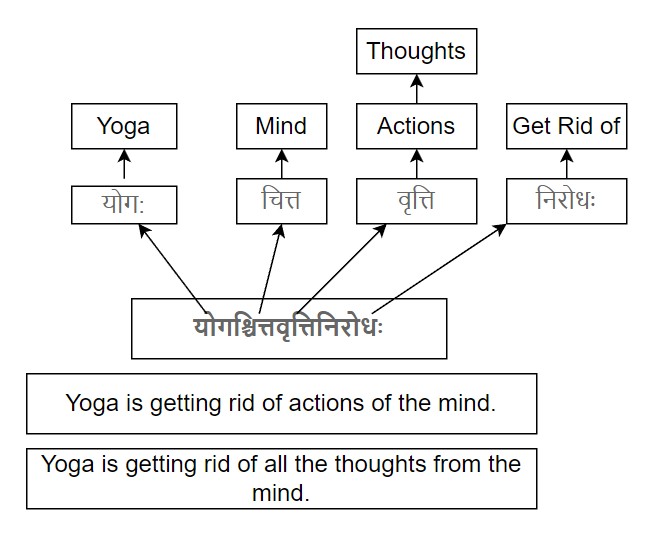 Thoughts
Yoga
Mind
Actions
Get Rid of
योगः
चित्त
वृत्ति
निरोधः
योगश्चित्तवृत्तिनिरोधः
Yoga is getting rid of actions of the mind.
Yoga is getting rid of all the thoughts from the
mind.